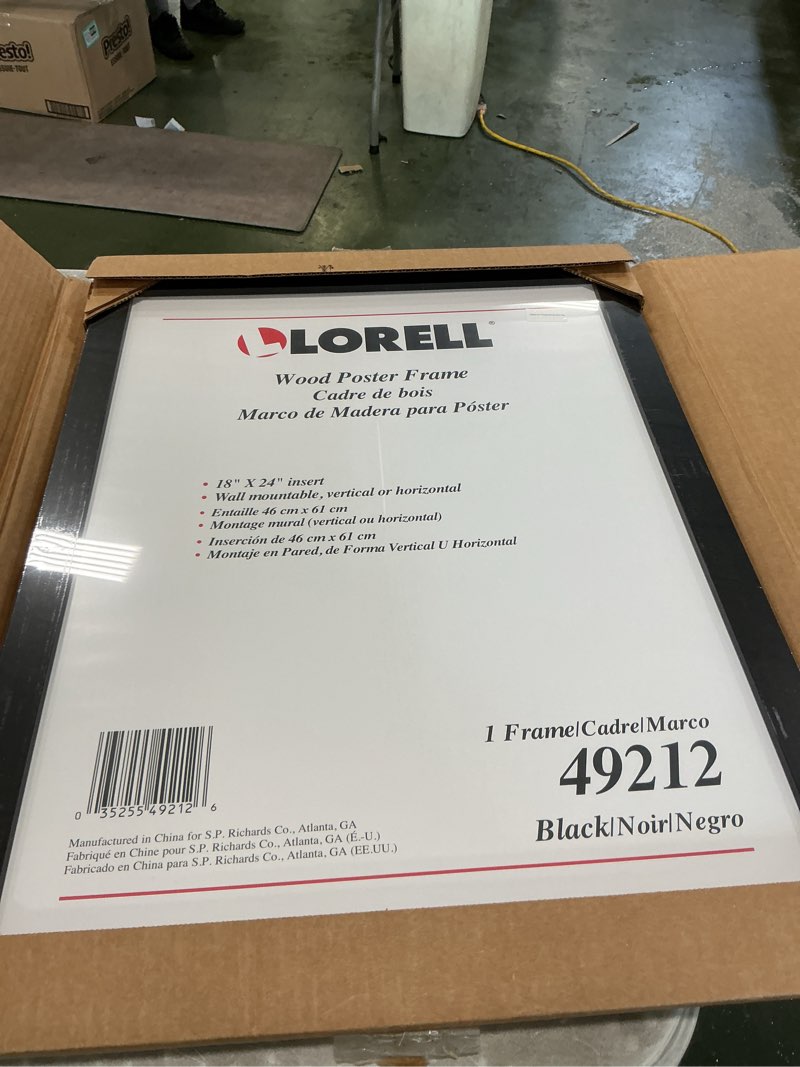 Presto!
LORELL®
Wood Poster Frame
Cadre de bois
Marco de Madera para Póster
• 18" X 24" insert
• Wall mountable, vertical or horizontal
• Entaille 46 cm x 61 cm
• Montage mural (vertical ou horizontal)
• Inserción de 46 cm x 61 cm
• Montaje en Pared, de Forma Vertical U Horizontal
1 Frame|Cadre|Marco
49212
Black|Noir|Negro
0 35255 49212 6
Manufactured in China for S.P. Richards Co., Atlanta, GA
Fabriqué en Chine pour S.P. Richards Co., Atlanta, GA (É.-U.)
Fabricado en China para S.P. Richards Co., Atlanta, GA (EE.UU.)